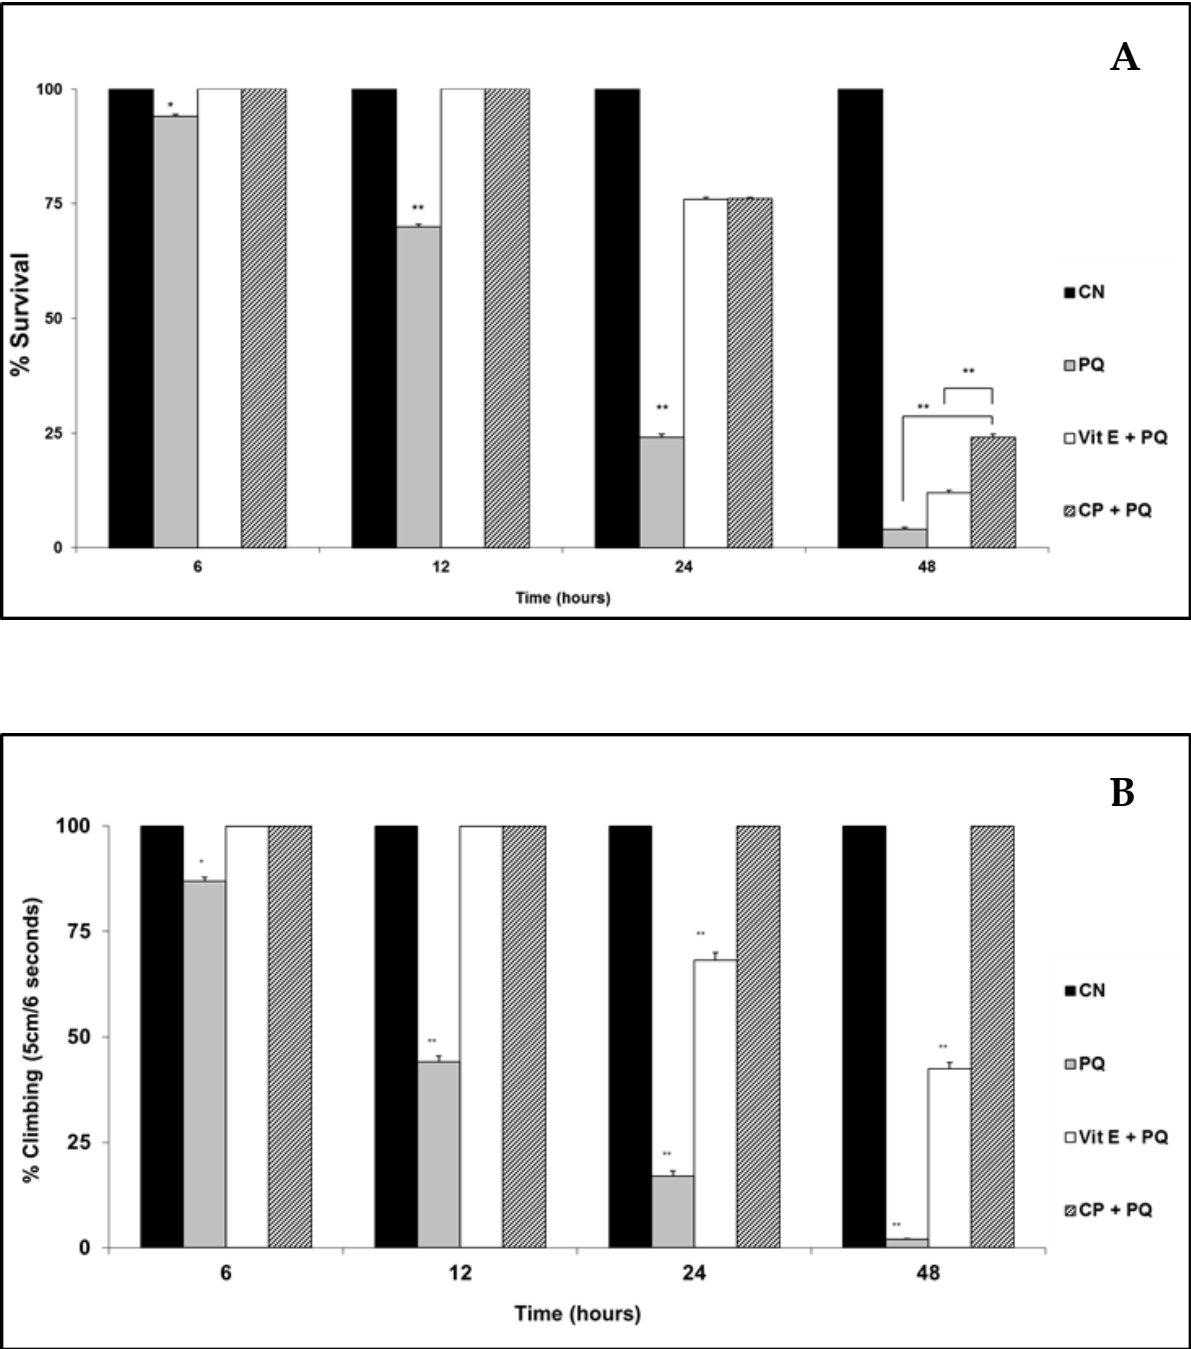 A
100
75
50
25
0
% Survival
*
**
**
**
**
6
12
24
48
Time (hours)
CN
PQ
Vit E + PQ
CP + PQ
B
100
75
50
25
0
% Climbing (5cm/6 seconds)
*
**
**
**
**
**
6
12
24
48
Time (hours)
CN
PQ
Vit E + PQ
CP + PQ